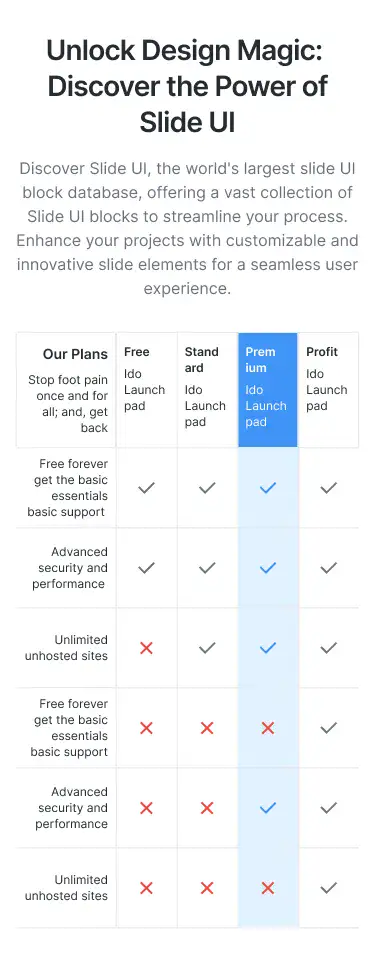 Unlock Design Magic:
Discover the Power of
Slide UI
Discover Slide UI, the world's largest slide UI
block database, offering a vast collection of
Slide UI blocks to streamline your process.
Enhance your projects with customizable and
innovative slide elements for a seamless user
experience.
Our Plans
Stop foot pain
once and for
all; and, get
back
Free
Ido
Launch
pad
Stand
ard
Ido
Launch
pad
Prem
ium
Ido
Launch
pad
Profit
Ido
Launch
pad
Free forever
get the basic
essentials
basic support
Advanced
security and
performance
Unlimited
unhosted sites
Free forever
get the basic
essentials
basic support
Advanced
security and
performance
Unlimited
unhosted sites